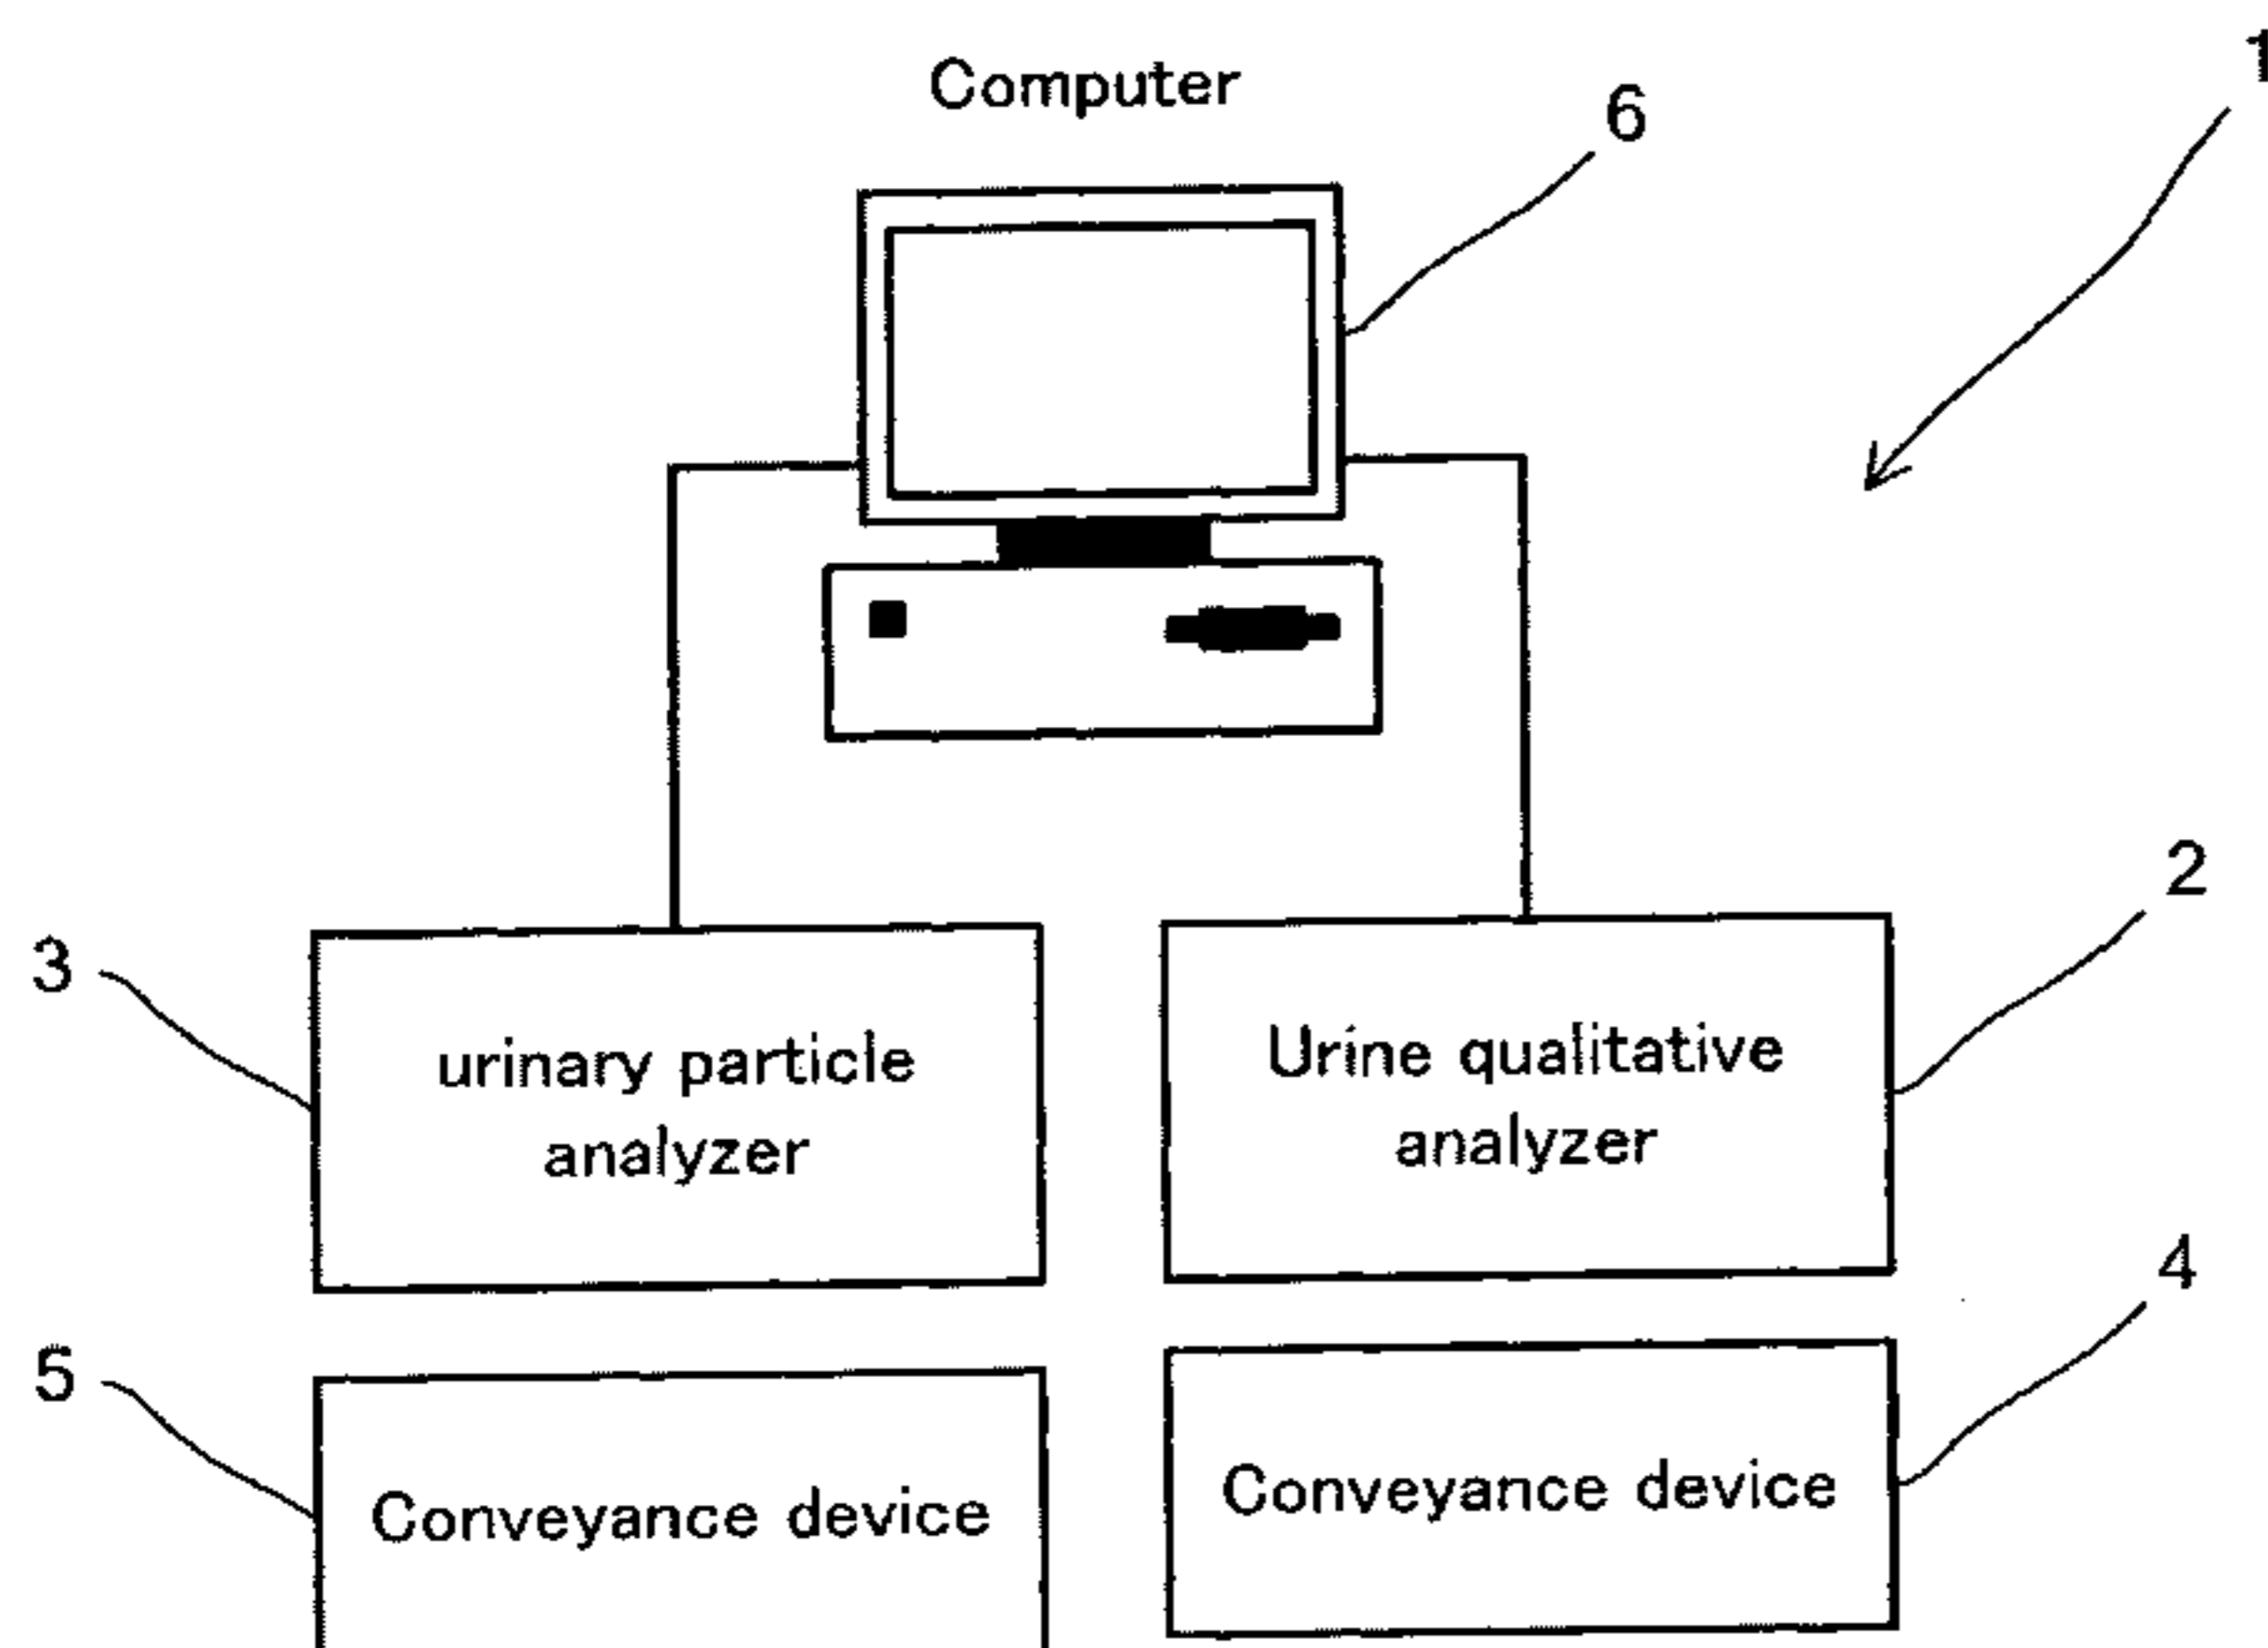 1
Computer
6
2
3
urinary particle
analyzer
Urine qualitative
analyzer
4
5
Conveyance device
Conveyance device